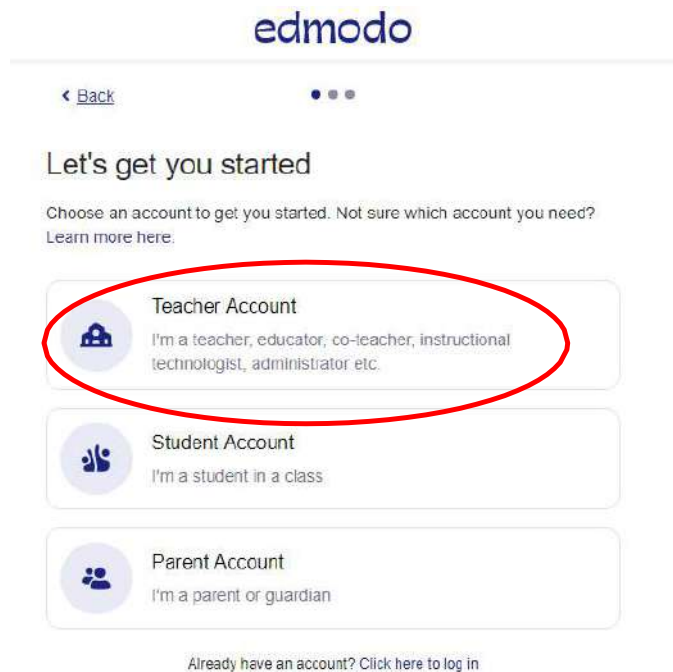 edmodo
< Back
Let's get you started
Choose an account to get you started. Not sure which account you need?
Learn more here.
Teacher Account
I'm a teacher, educator, co-teacher, instructional
technologist, administrator etc.
Student Account
I'm a student in a class
Parent Account
I'm a parent or guardian
Already have an account? Click here to log in